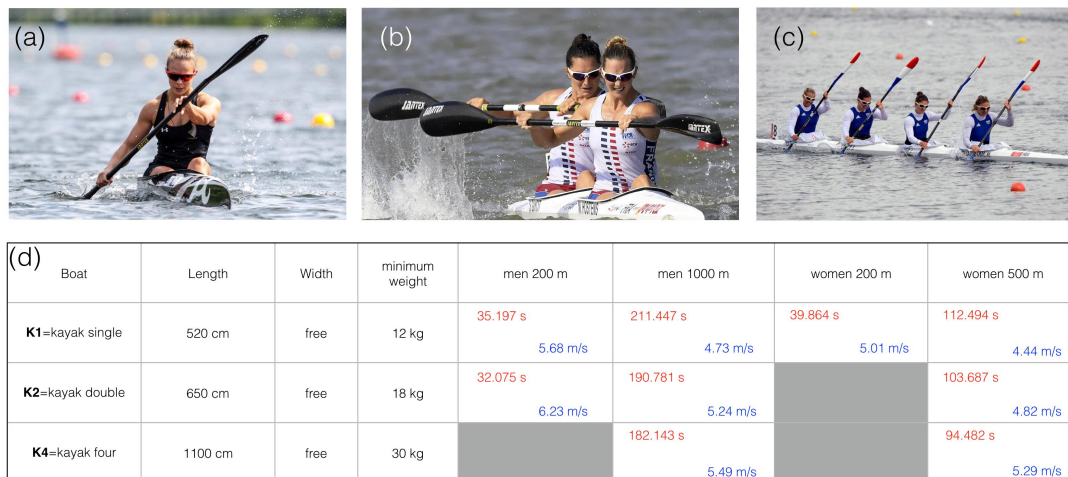 (a)
(b)
(c)
JANTEX
JANTEX
FRANCE
(d)
Boat Length Width minimum weight men 200 m men 1000 m women 200 m women 500 m
K1=kayak single 520 cm free 12 kg 35.197 s 5.68 m/s 211.447 s 4.73 m/s 39.864 s 5.01 m/s 112.494 s 4.44 m/s
K2=kayak double 650 cm free 18 kg 32.075 s 6.23 m/s 190.781 s 5.24 m/s 103.687 s 4.82 m/s
K4=kayak four 1100 cm free 30 kg 182.143 s 5.49 m/s 94.482 s 5.29 m/s